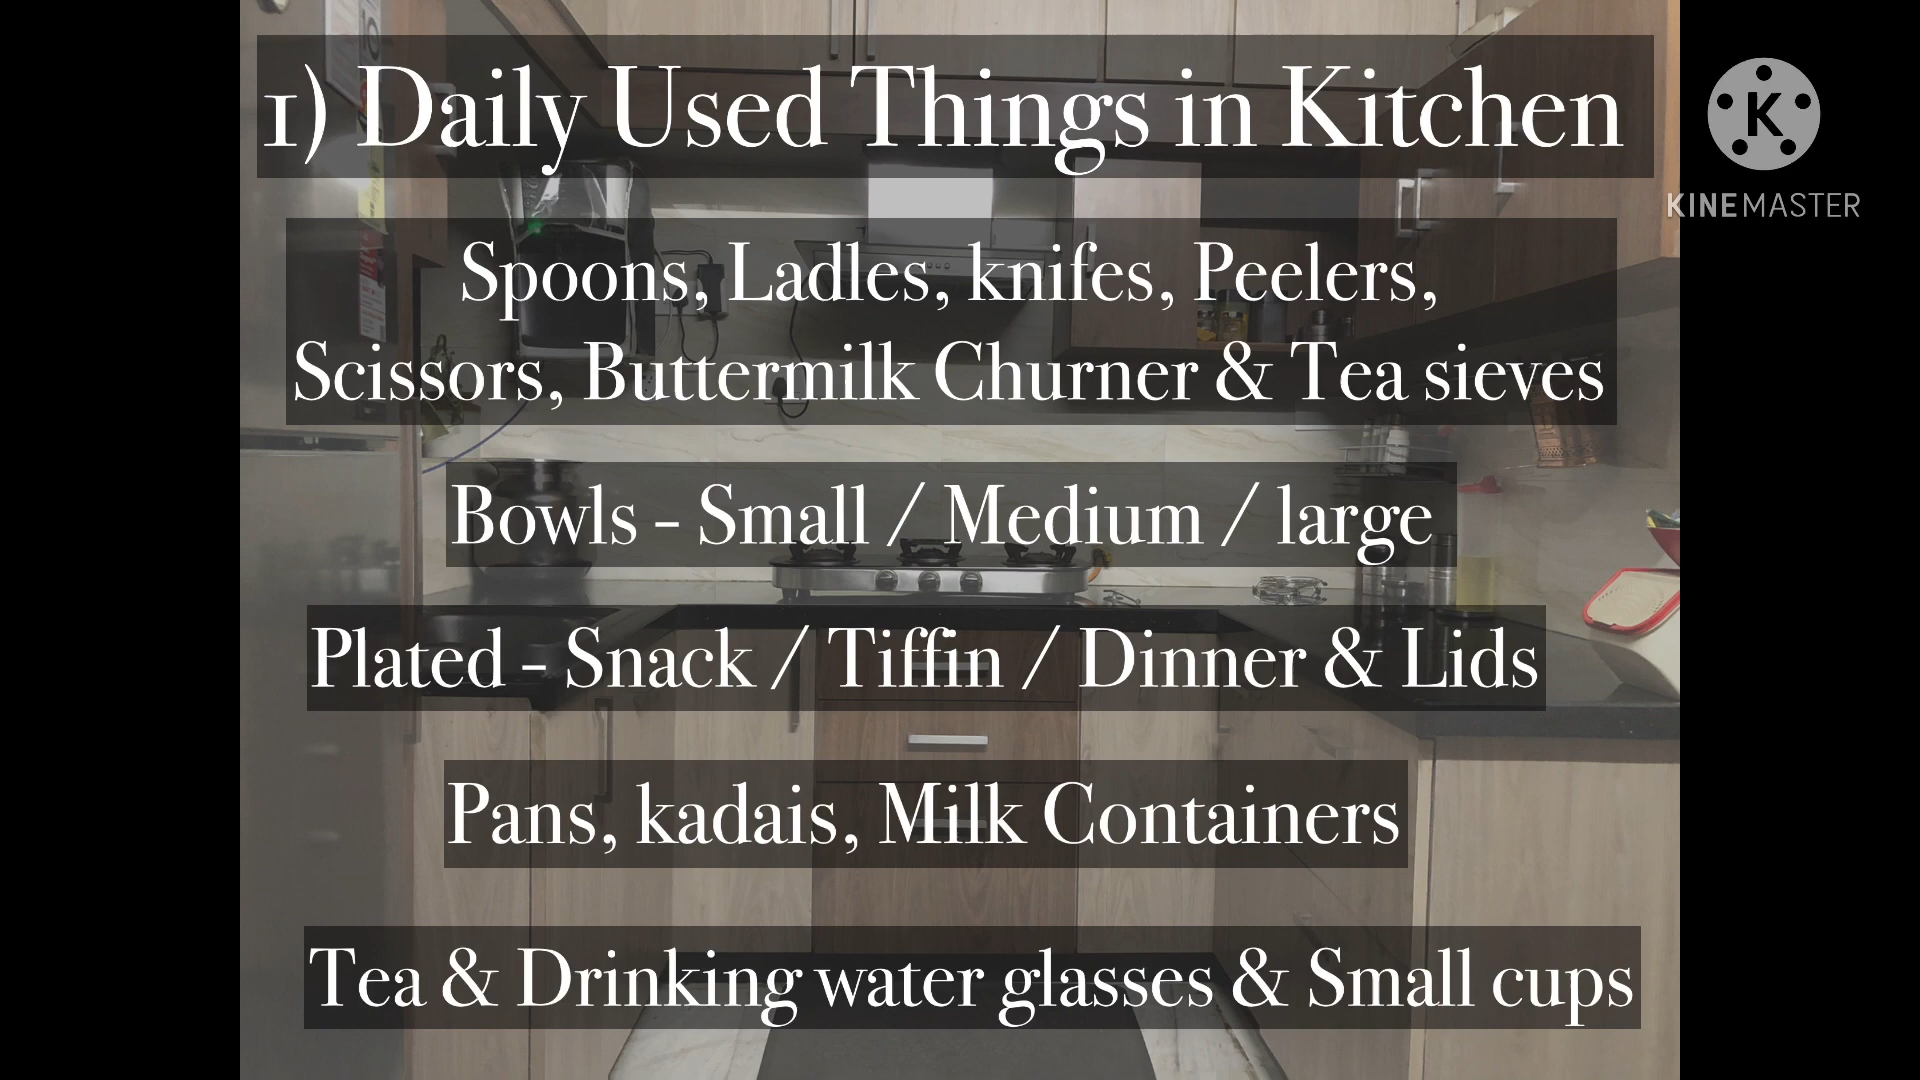 1) Daily Used Things in Kitchen
KINEMASTER
Spoons, Ladles, knifes, Peelers,
Scissors, Buttermilk Churner & Tea sieves
Bowls - Small / Medium / large
Plated - Snack / Tiffin / Dinner & Lids
Pans, kadais, Milk Containers
Tea & Drinking water glasses & Small cups